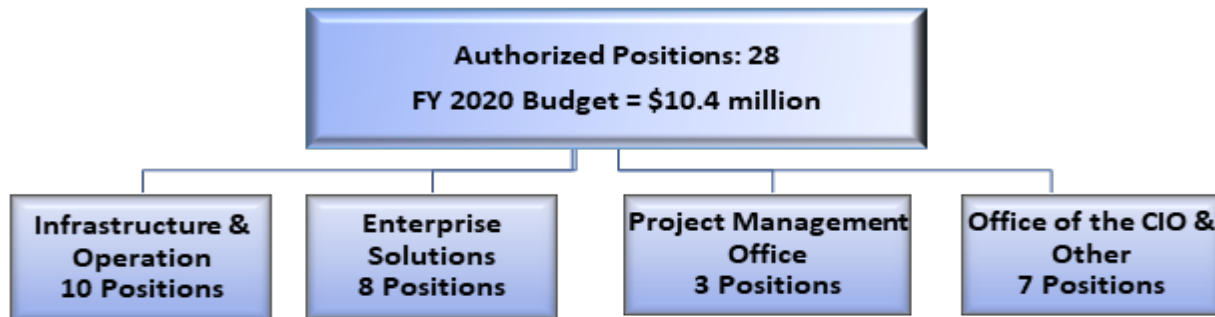 Authorized Positions: 28
FY 2020 Budget = $10.4 million
Infrastructure &
Operation
10 Positions
Enterprise
Solutions
8 Positions
Project Management
Office
3 Positions
Office of the CIO &
Other
7 Positions